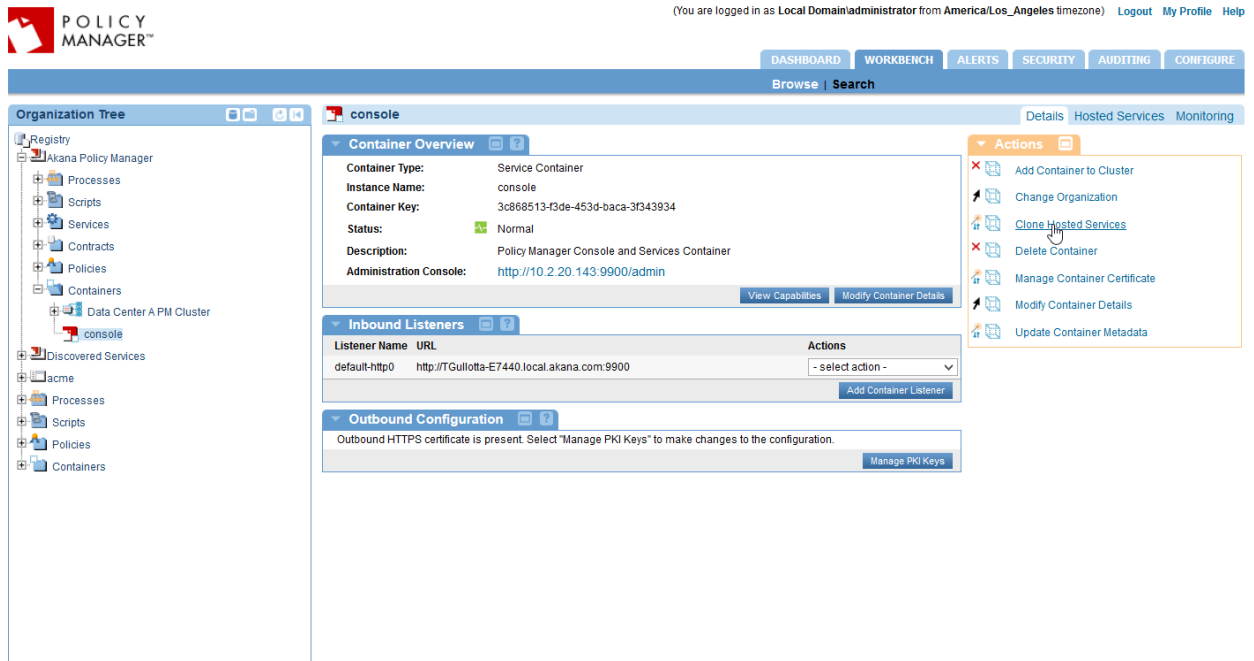 (You are logged in as Local Domain\administrator from America/Los_Angeles timezone) Logout My Profile Help
POLICY
MANAGER™
DASHBOARD WORKBENCH ALERTS SECURITY AUDITING CONFIGURE
Browse | Search
Organization Tree
Registry
Akana Policy Manager
Processes
Scripts
Services
Contracts
Policies
Containers
Data Center A PM Cluster
console
Discovered Services
acme
Processes
Scripts
Policies
Containers
console
Details Hosted Services Monitoring
Container Overview ?
Container Type: Service Container
Instance Name: console
Container Key: 3c868513-f3de-453d-baca-3f343934
Status: Normal
Description: Policy Manager Console and Services Container
Administration Console: http://10.2.20.143:9900/admin
View Capabilities Modify Container Details
Inbound Listeners ?
Listener Name URL Actions
default-http0 http://TGullotta-E7440.local.akana.com:9900 - select action -
Add Container Listener
Outbound Configuration ?
Outbound HTTPS certificate is present. Select "Manage PKI Keys" to make changes to the configuration.
Manage PKI Keys
Actions
Add Container to Cluster
Change Organization
Clone Hosted Services
Delete Container
Manage Container Certificate
Modify Container Details
Update Container Metadata